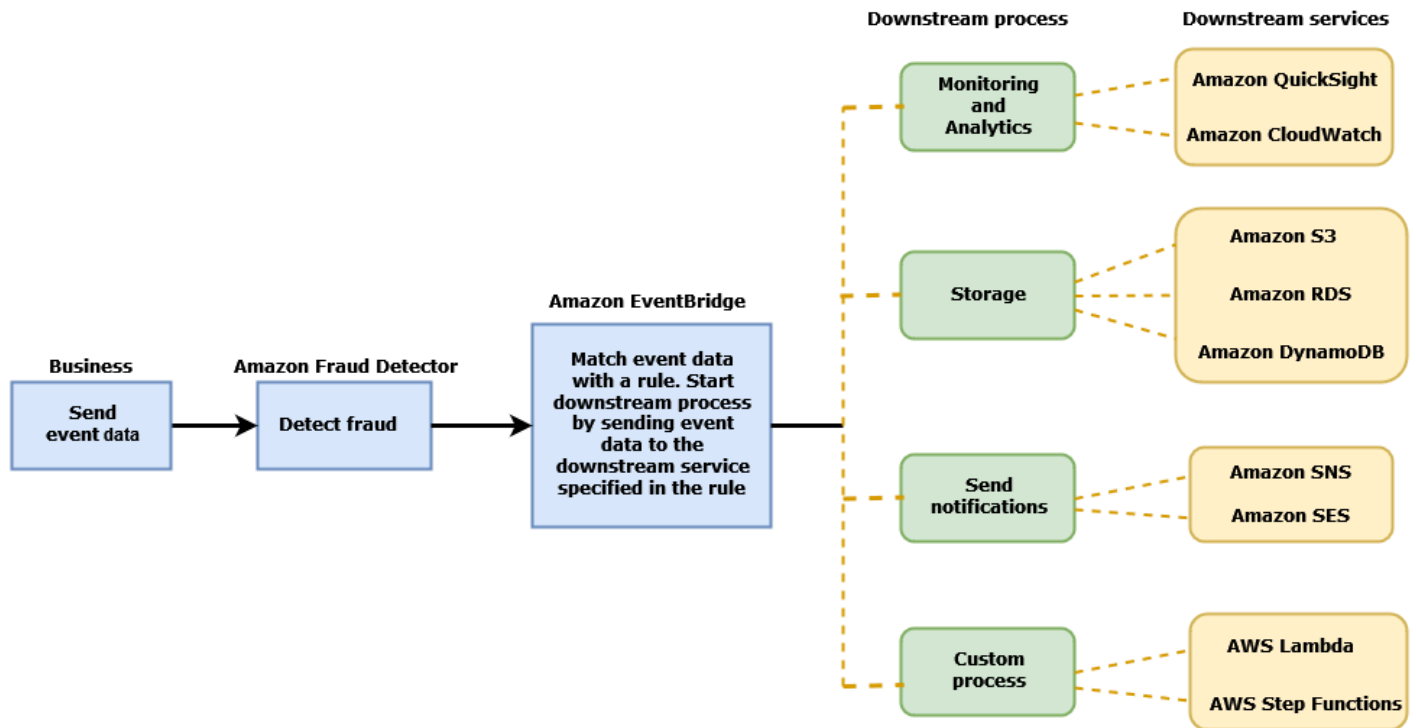 Downstream process
Downstream services
Monitoring
and
Analytics
Amazon QuickSight
Amazon CloudWatch
Storage
Amazon S3
Amazon RDS
Amazon DynamoDB
Business
Send
event data
Amazon Fraud Detector
Detect fraud
Amazon EventBridge
Match event data
with a rule. Start
downstream process
by sending event
data to the
downstream service
specified in the rule
Send
notifications
Amazon SNS
Amazon SES
Custom
process
AWS Lambda
AWS Step Functions